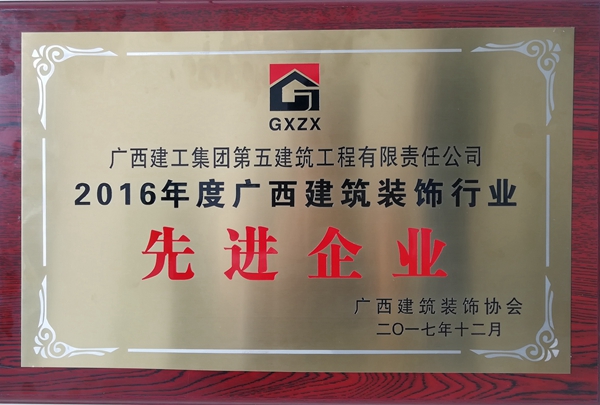 GXZX
广西建工集团第五建筑工程有限责任公司
2016年度广西建筑装饰行业
先进企业
广西建筑装饰协会
二〇一七年十二月